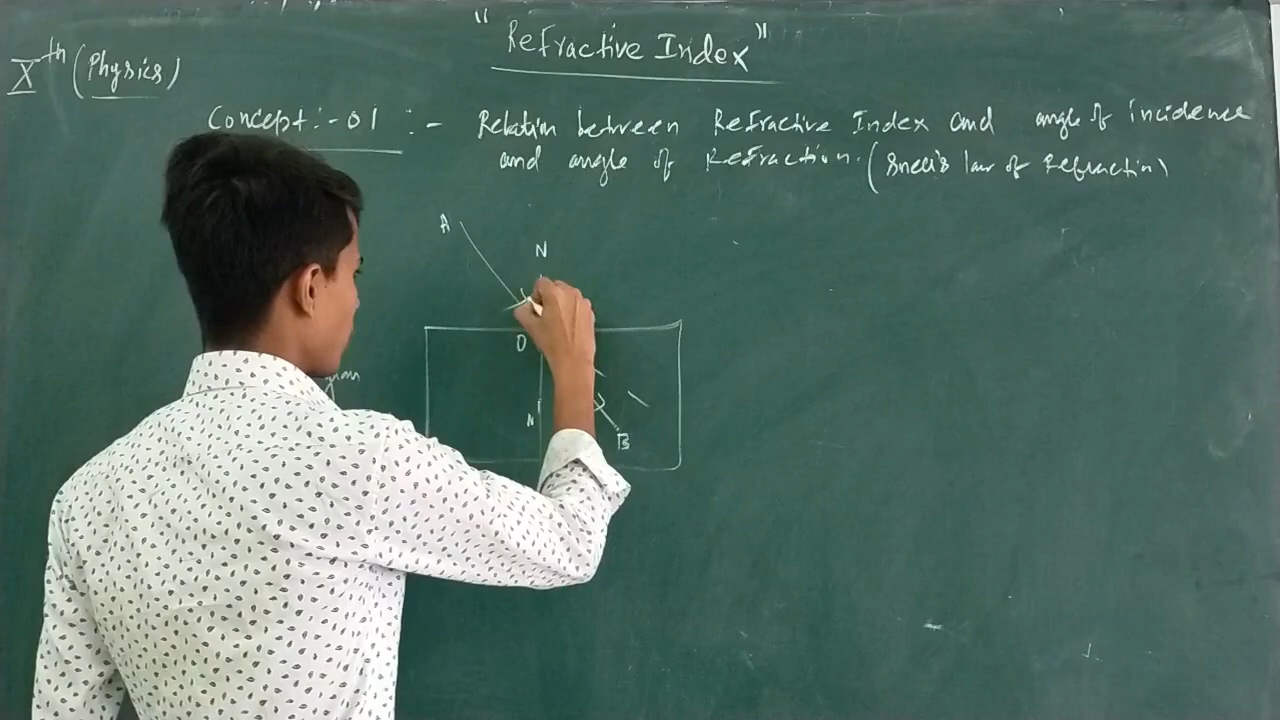 "Refractive Index"
Xth (Physics)
Concept:-01 :- Relation between Refractive Index and angle of incidence
and angle of Refraction. (Snell's law of Refraction)
A
N
O
N
B